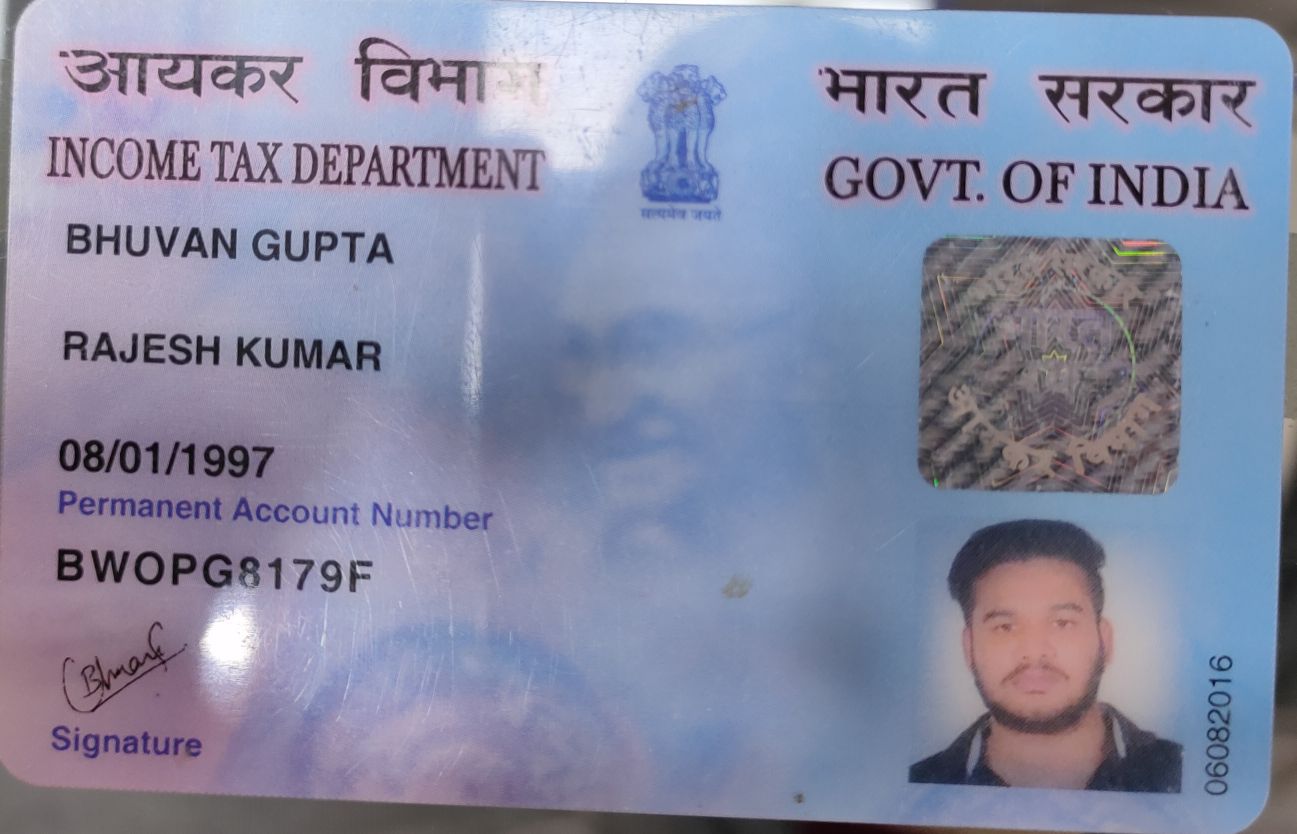 आयकर विभाग
भारत सरकार
INCOME TAX DEPARTMENT
GOVT. OF INDIA
सत्यमेव जयते
BHUVAN GUPTA
RAJESH KUMAR
08/01/1997
Permanent Account Number
BWOPG8179F
Signature
06082016